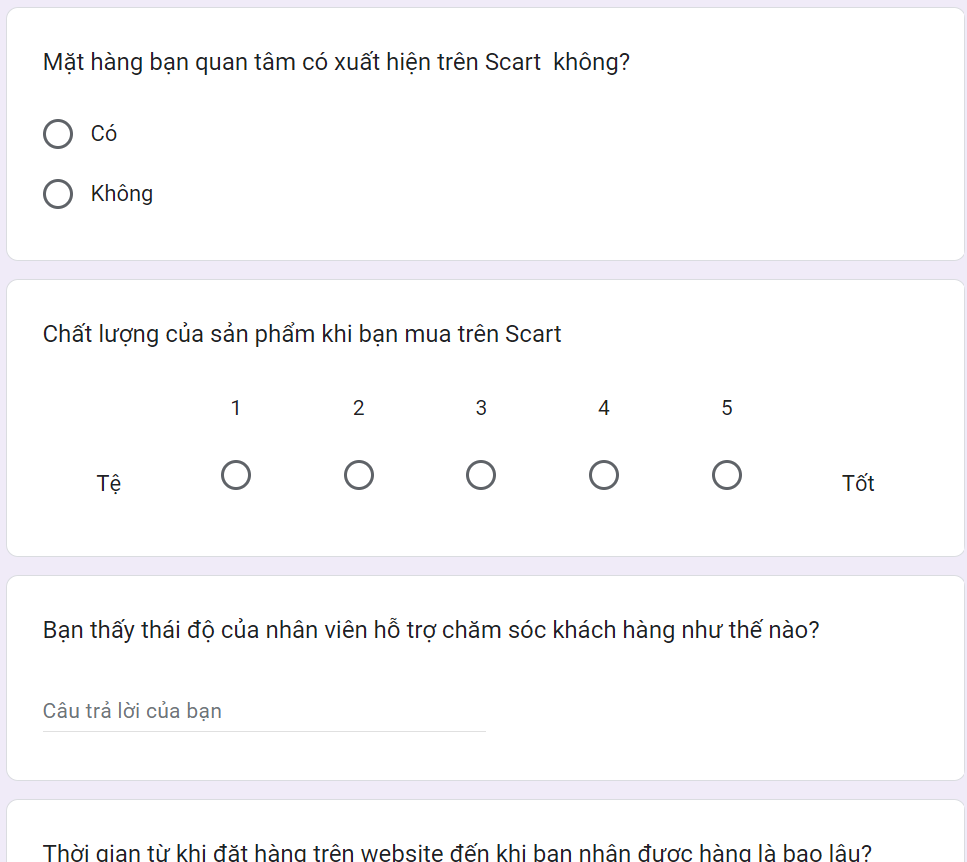 Mặt hàng bạn quan tâm có xuất hiện trên Scart  không?
Có
Không
Chất lượng của sản phẩm khi bạn mua trên Scart
1 2 3 4 5
Tệ Tốt
Bạn thấy thái độ của nhân viên hỗ trợ chăm sóc khách hàng như thế nào?
Câu trả lời của bạn
Thời gian từ khi đặt hàng trên website đến khi bạn nhận được hàng là bao lâu?